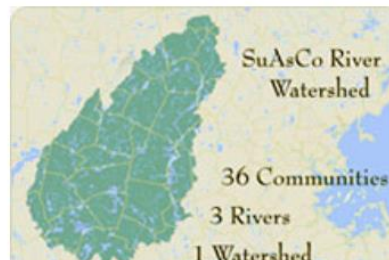 SuAsCo River
Watershed
36 Communities
3 Rivers
1 Watershed